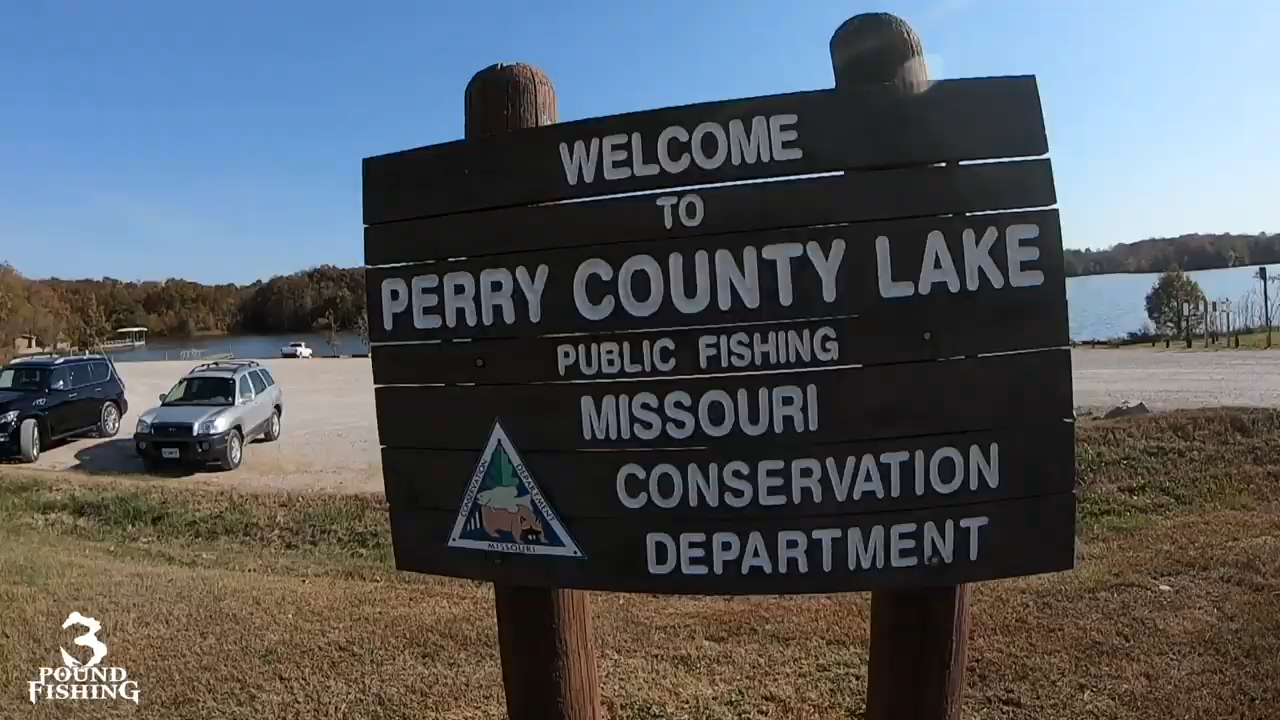 WELCOME
TO
PERRY COUNTY LAKE
PUBLIC FISHING
MISSOURI
CONSERVATION
DEPARTMENT
CONSERVATION
DEPARTMENT
MISSOURI
3
POUND
FISHING